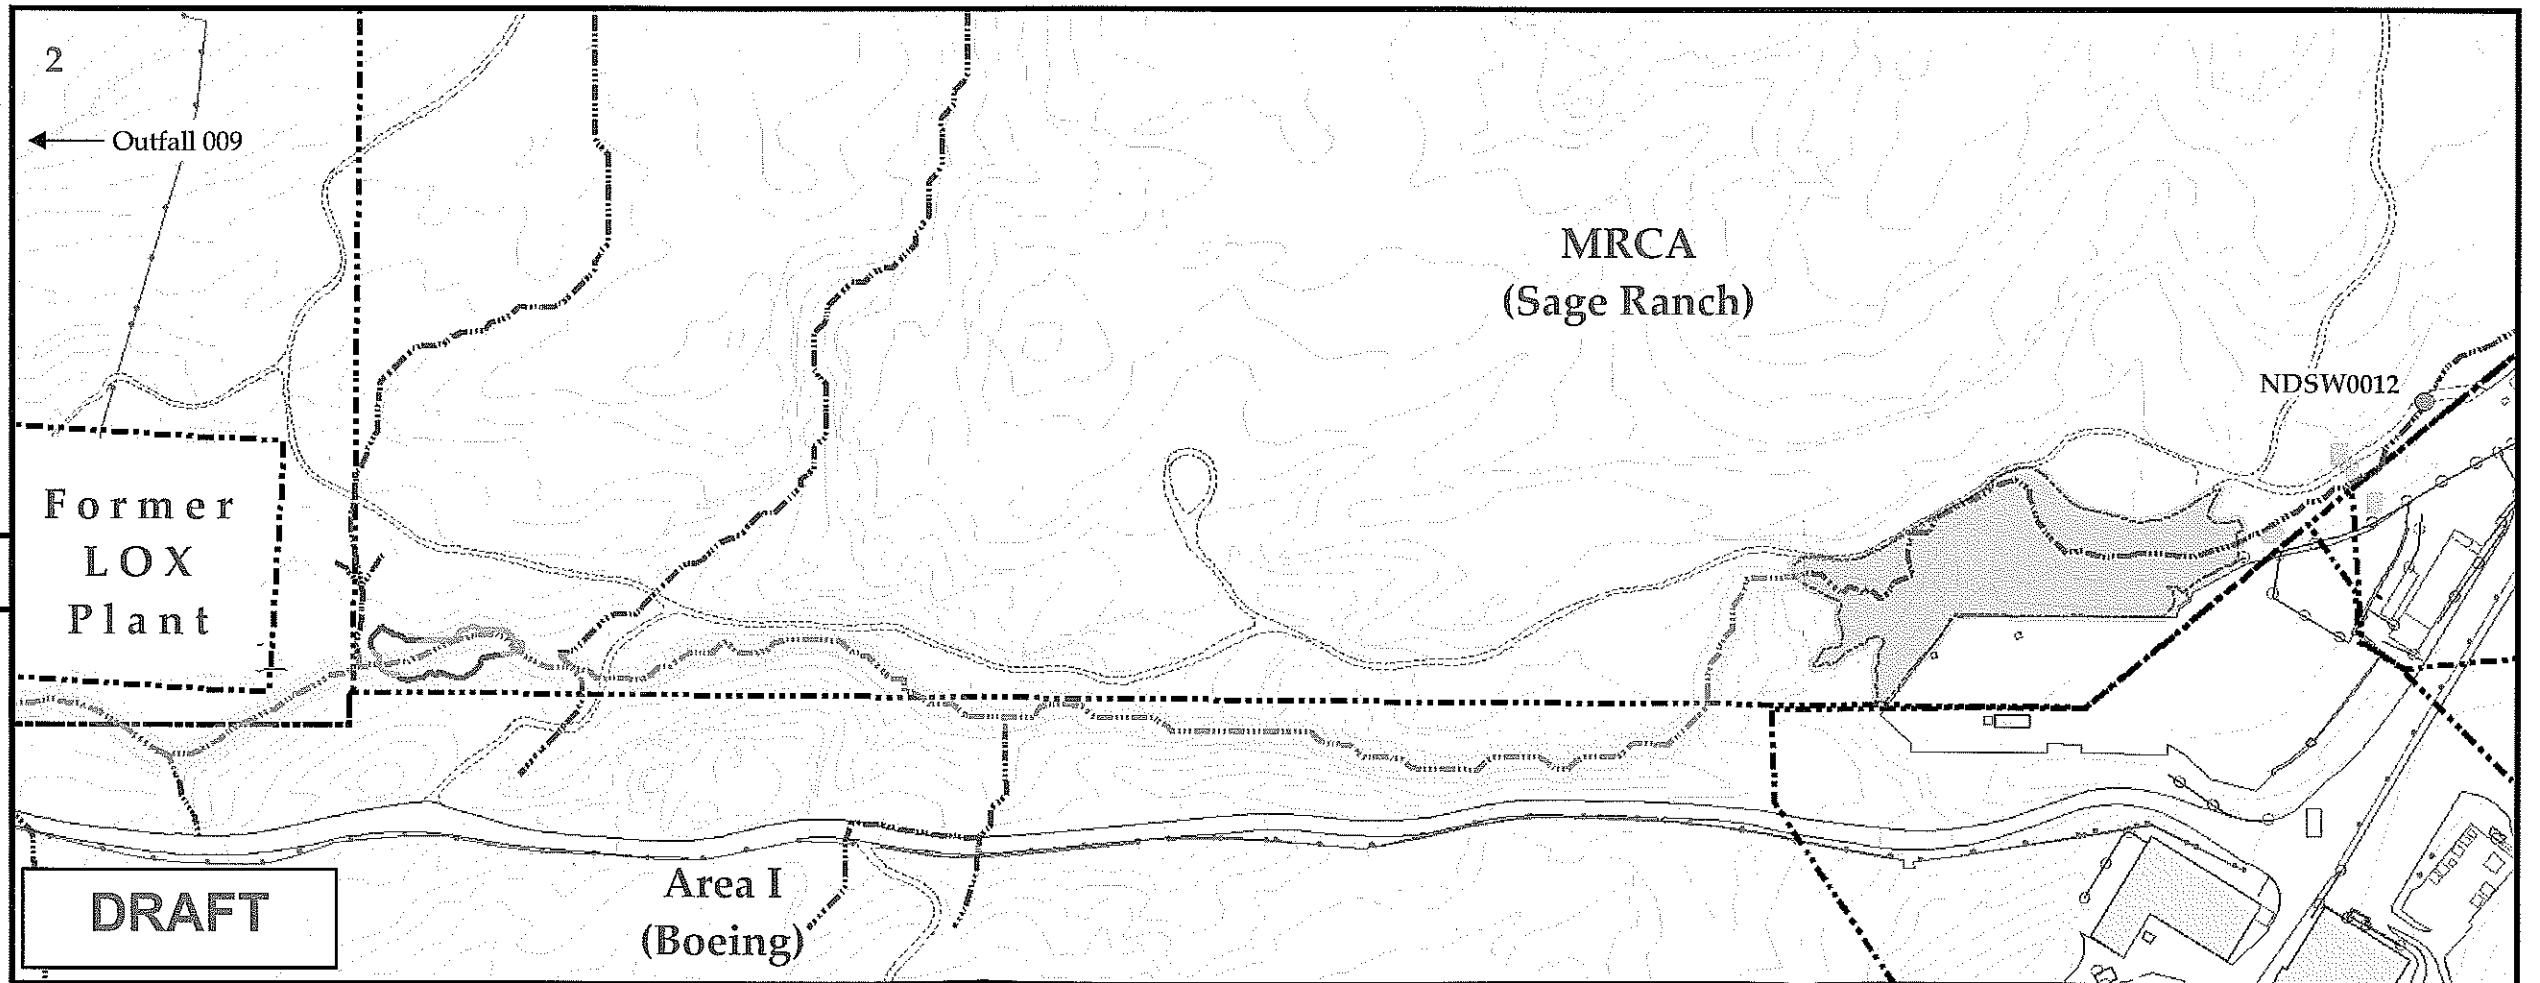 2
Outfall 009
MRCA
(Sage Ranch)
NDSW0012
Former
LOX
Plant
Area I
(Boeing)
DRAFT